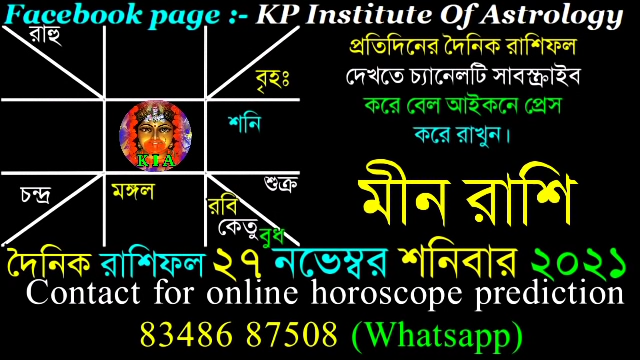 Facebook page :- KP Institute Of Astrology
রাহু
বৃহঃ
শনি
KIA
চন্দ্র
মঙ্গল
শুক্র
রবি
কেতু
বুধ
প্রতিদিনের দৈনিক রাশিফল
দেখতে চ্যানেলটি সাবস্ক্রাইব
করে বেল আইকনে প্রেস
করে রাখুন।
মীন রাশি
দৈনিক রাশিফল ২৭ নভেম্বর শনিবার ২০২১
Contact for online horoscope prediction
83486 87508 (Whatsapp)